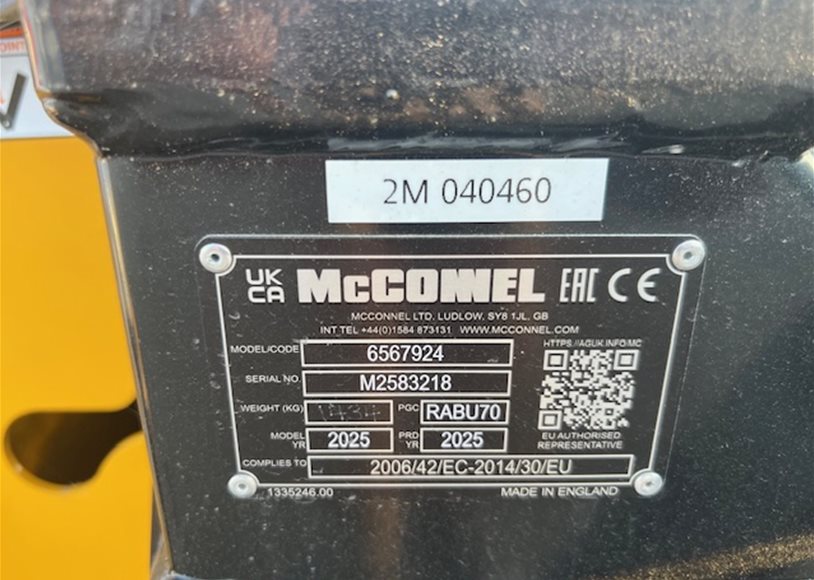 OINT
2M 040460
UK CA McCONNEL EAC CE
MCCONNEL LTD. LUDLOW, SY8 1JL. GB
INT TEL +44(0)1584 873131 WWW.MCCONNEL.COM
MODEL/CODE 6567924
HTTPS://AGUK.INFO/MC
SERIAL NO. M2583218
WEIGHT (KG) 1434 PGC RABU70
MODEL YR 2025 PRD YR 2025
EU AUTHORISED
REPRESENTATIVE
COMPLIES TO 2006/42/EC-2014/30/EU
1335246.00 MADE IN ENGLAND